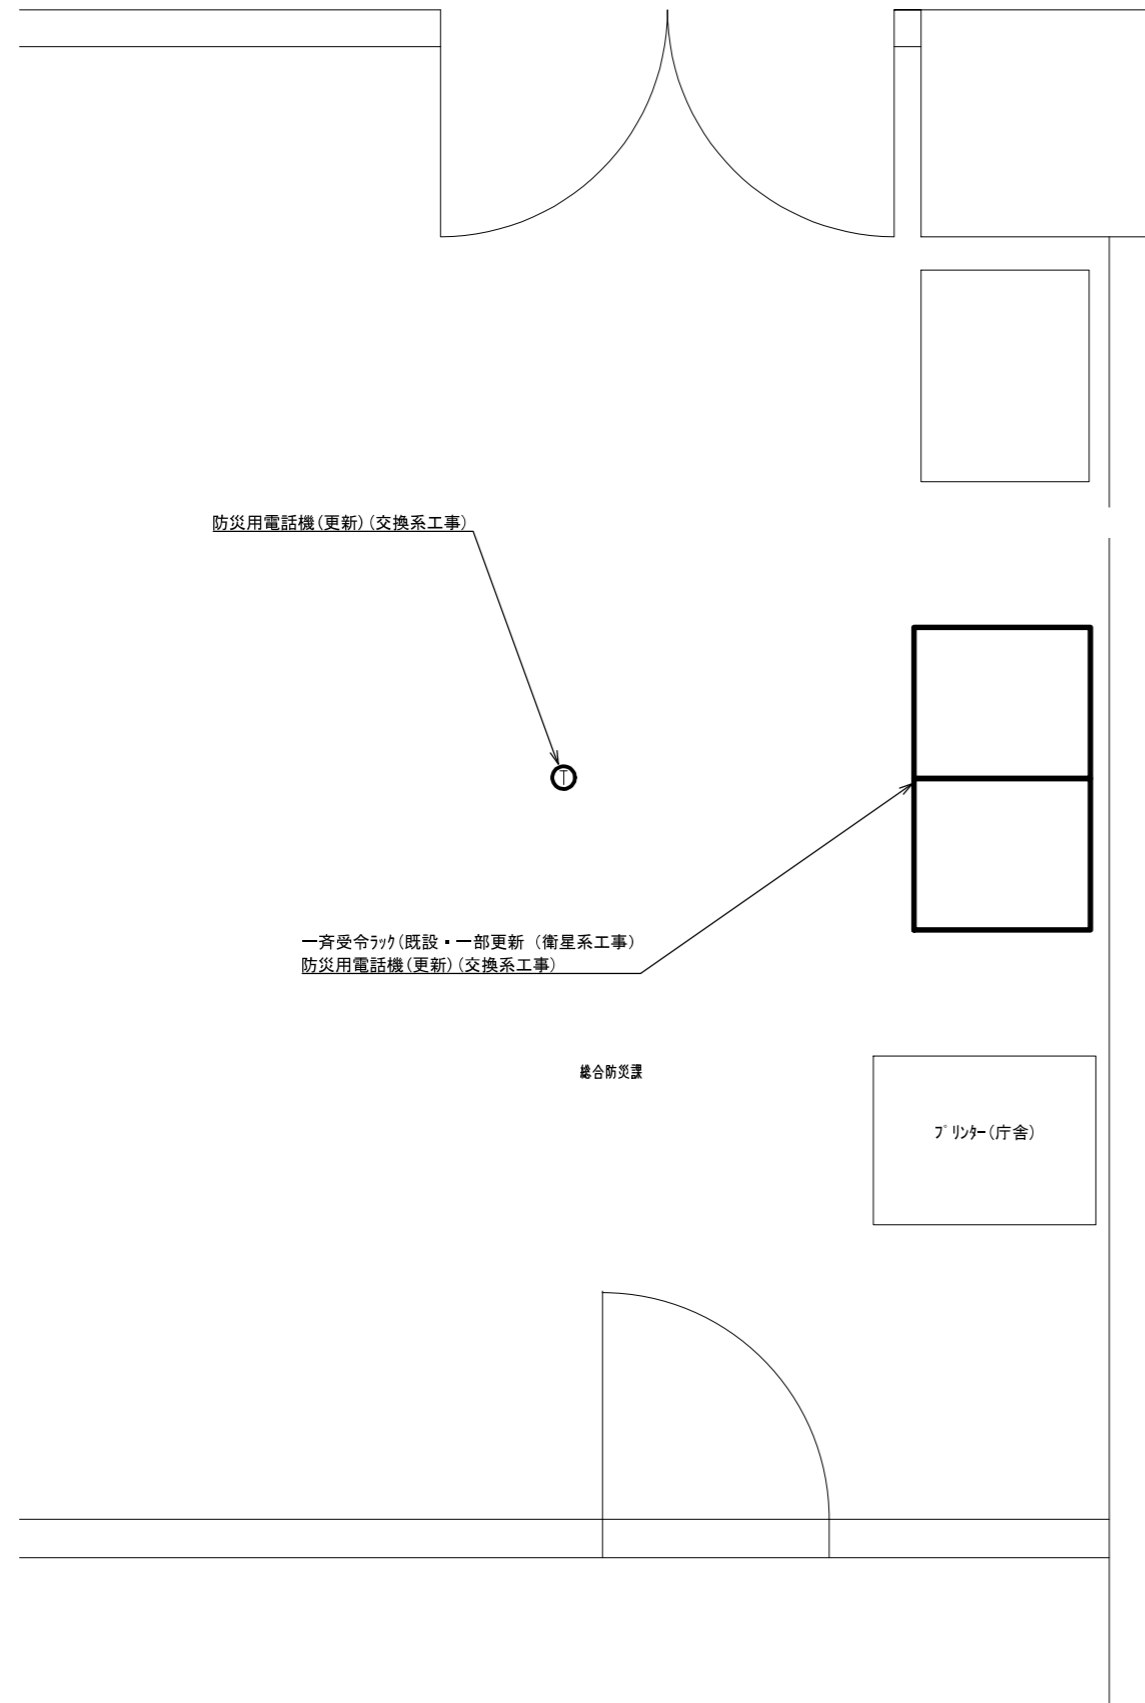 防災用電話機(更新)(交換系工事)
T
一斉受令ﾗｯｸ(既設・一部更新（衛星系工事）
防災用電話機(更新)(交換系工事)
総合防災課
ﾌﾟﾘﾝﾀｰ(庁舎)